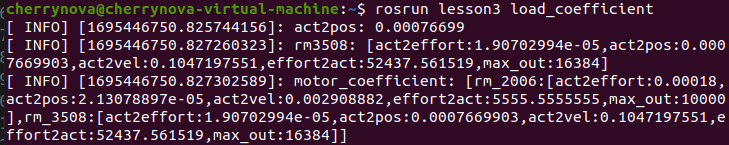 cherrynova@cherrynova-virtual-machine:~$ rosrun lesson3 load_coefficient
[ INFO] [1695446750.825744156]: act2pos: 0.00076699
[ INFO] [1695446750.827260323]: rm3508: [act2effort:1.90702994e-05,act2pos:0.000
7669903,act2vel:0.1047197551,effort2act:52437.561519,max_out:16384]
[ INFO] [1695446750.827302589]: motor_coefficient: [rm_2006:[act2effort:0.00018,
act2pos:2.13078897e-05,act2vel:0.002908882,effort2act:5555.5555555,max_out:10000
],rm_3508:[act2effort:1.90702994e-05,act2pos:0.0007669903,act2vel:0.1047197551,e
ffort2act:52437.561519,max_out:16384]]